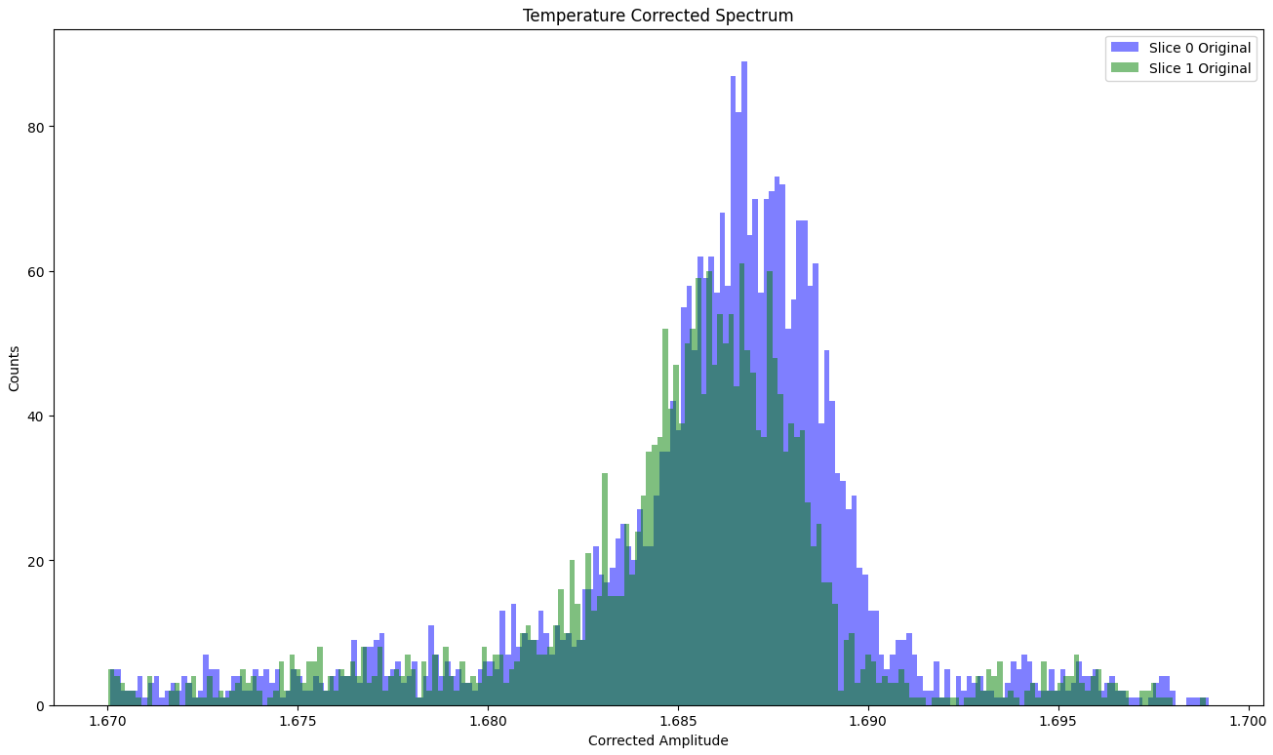 Temperature Corrected Spectrum
Slice 0 Original
Slice 1 Original
80
60
40
20
0
Counts
1.670 1.675 1.680 1.685 1.690 1.695 1.700
Corrected Amplitude